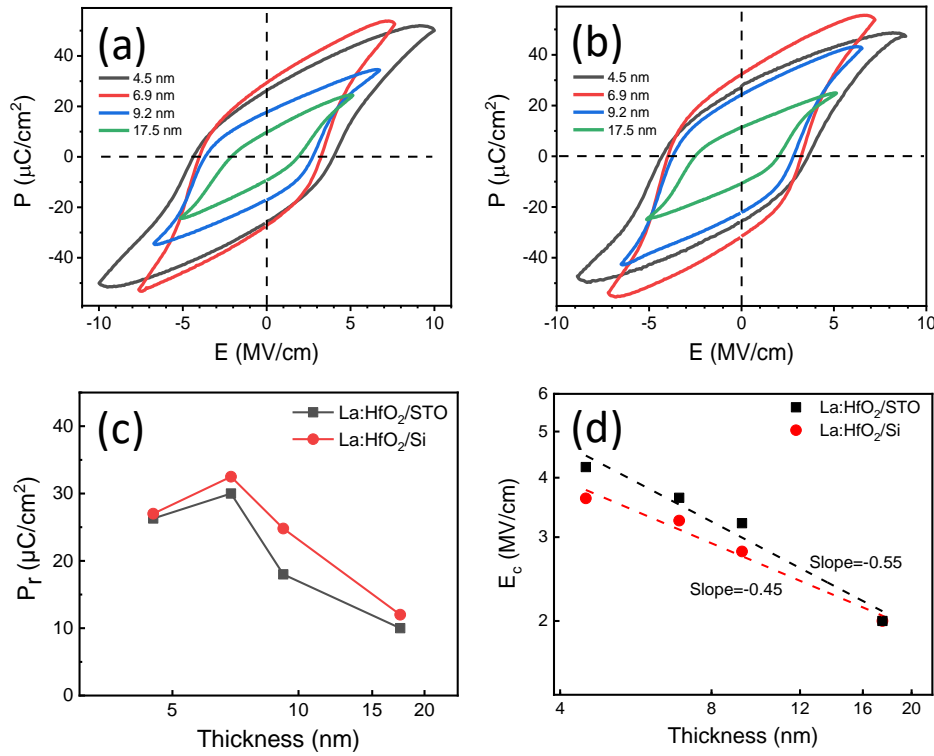 (a)
4.5 nm
6.9 nm
9.2 nm
17.5 nm
P (μC/cm²)
40
20
0
-20
-40
-10
-5
0
5
10
E (MV/cm)
(b)
4.5 nm
6.9 nm
9.2 nm
17.5 nm
P (μC/cm²)
40
20
0
-20
-40
-10
-5
0
5
10
E (MV/cm)
(c)
La:HfO₂/STO
La:HfO₂/Si
Pᵣ (μC/cm²)
40
30
20
10
0
5
10
15
20
Thickness (nm)
(d)
La:HfO₂/STO
La:HfO₂/Si
E_c (MV/cm)
6
5
4
3
2
Slope=-0.55
Slope=-0.45
4
8
12
16
20
Thickness (nm)